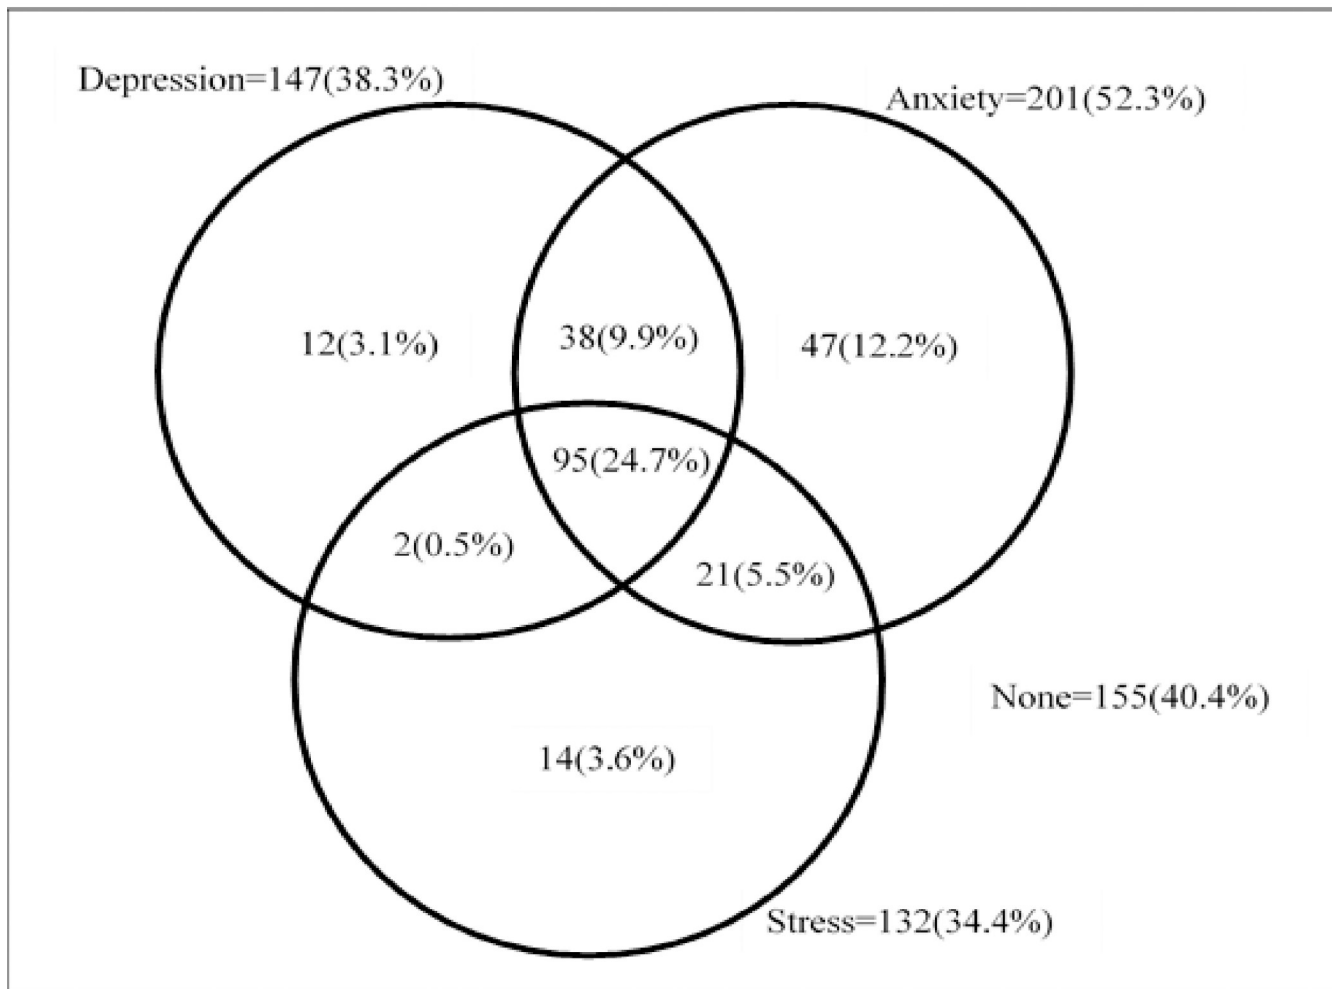 Depression=147(38.3%)
Anxiety=201(52.3%)
12(3.1%)
38(9.9%)
47(12.2%)
95(24.7%)
2(0.5%)
21(5.5%)
None=155(40.4%)
14(3.6%)
Stress=132(34.4%)